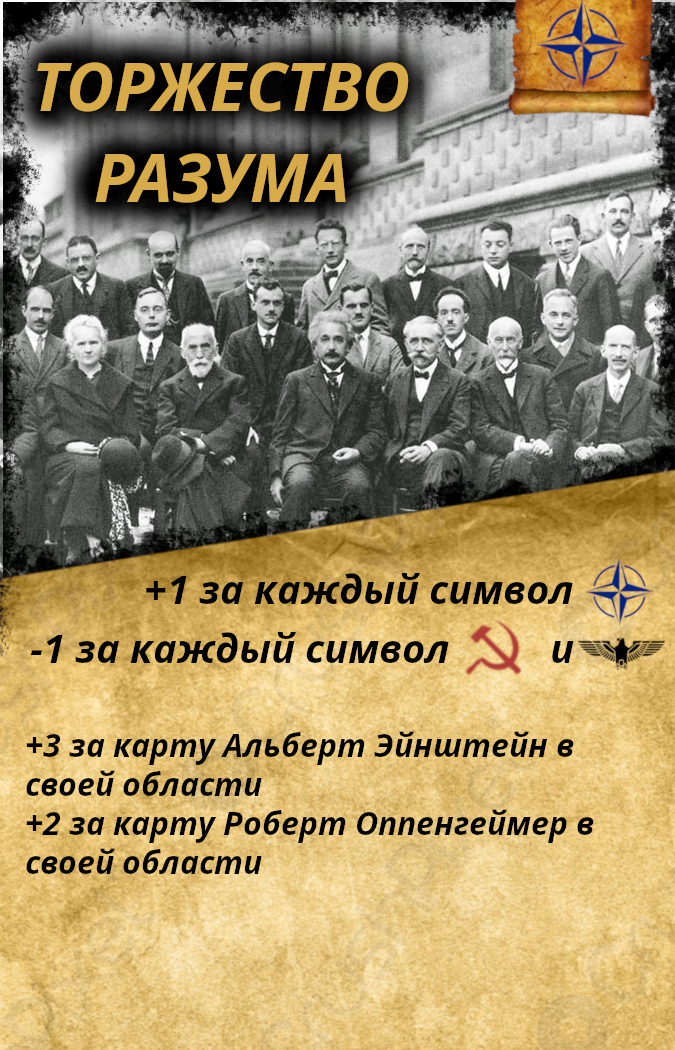 ТОРЖЕСТВО
РАЗУМА
+1 за каждый символ
-1 за каждый символ и
+3 за карту Альберт Эйнштейн в
своей области
+2 за карту Роберт Оппенгеймер в
своей области